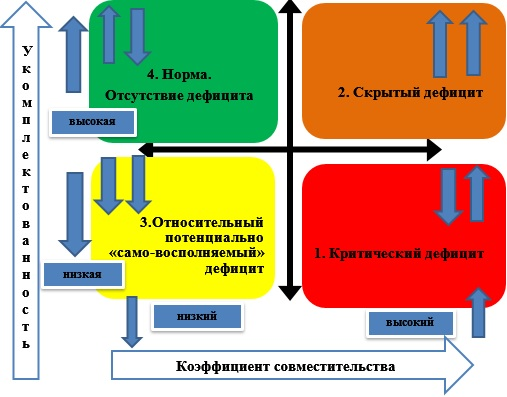 Укомплектованность
4. Норма.
Отсутствие дефицита
2. Скрытый дефицит
высокая
3.Относительный
потенциально
«само-восполняемый»
дефицит
1. Критический дефицит
низкая
низкий
высокий
Коэффициент совместительства